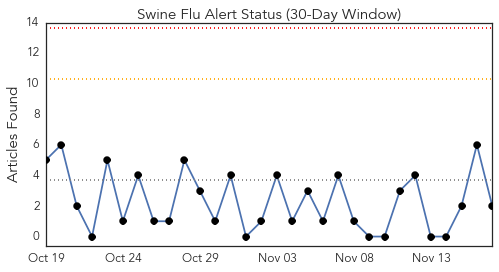 Swine Flu Alert Status (30-Day Window)
14
12
10
8
6
4
2
0
Articles Found
Oct 19
Oct 24
Oct 29
Nov 03
Nov 08
Nov 13